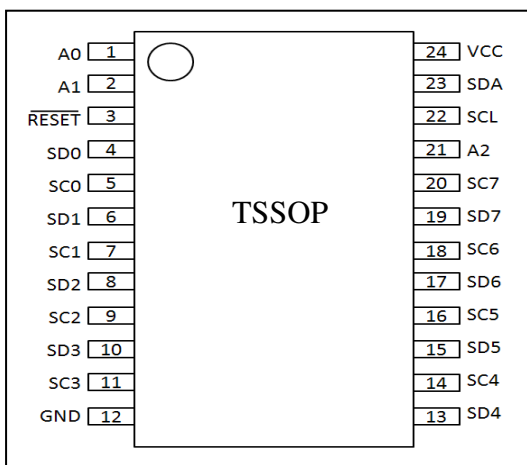 A0 1 24 VCC
A1 2 23 SDA
RESET 3 22 SCL
SD0 4 21 A2
SC0 5 20 SC7
SD1 6 TSSOP 19 SD7
SC1 7 18 SC6
SD2 8 17 SD6
SC2 9 16 SC5
SD3 10 15 SD5
SC3 11 14 SC4
GND 12 13 SD4